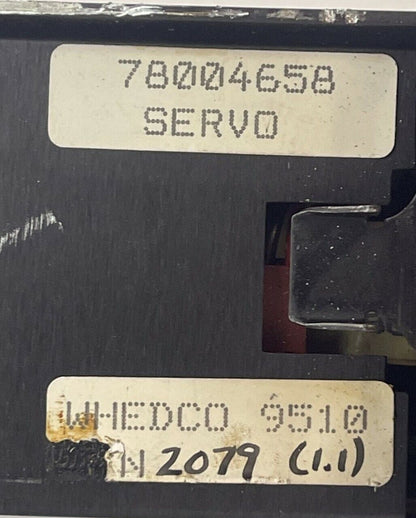 78004658
SERVO
WHEDCO 9510
N 2079 (1.1)